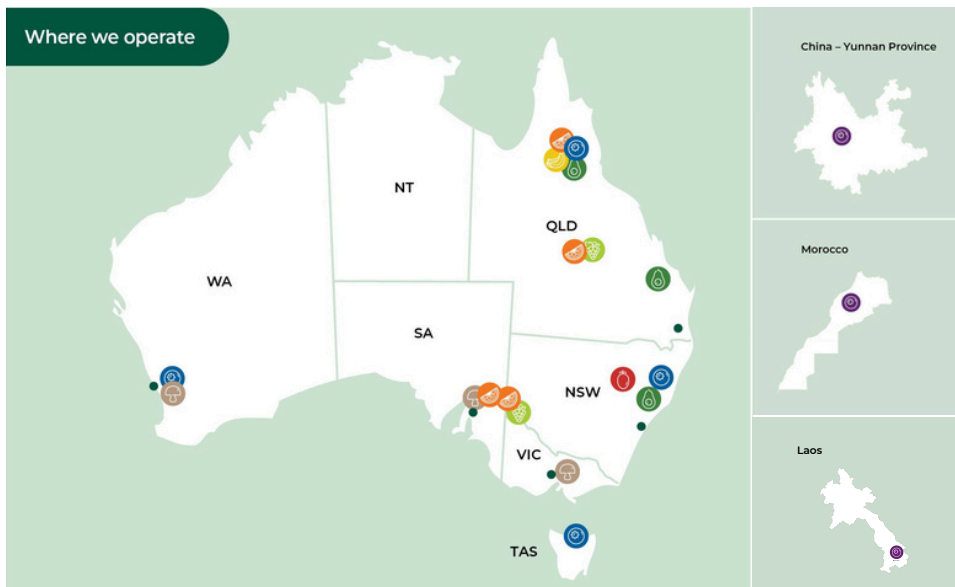 Where we operate
NT
QLD
WA
SA
NSW
VIC
TAS
China – Yunnan Province
Morocco
Laos